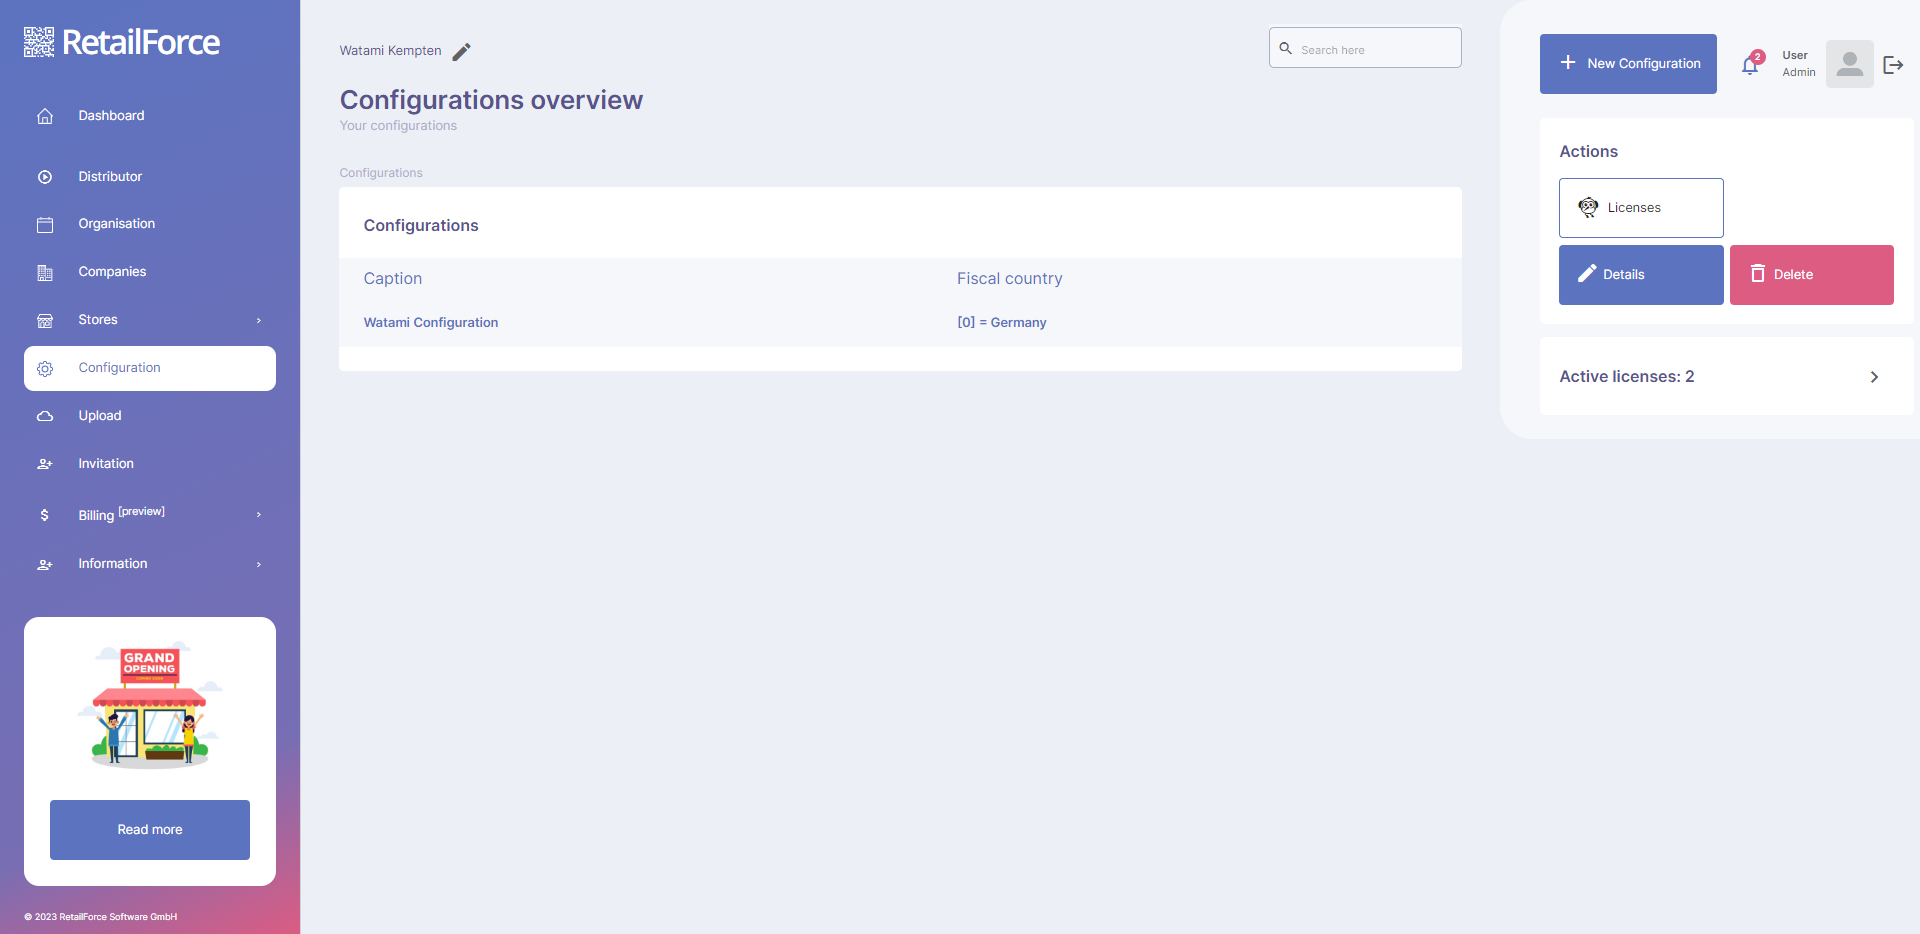 RetailForce
Dashboard
Distributor
Organisation
Companies
Stores
Configuration
Upload
Invitation
Billing [preview]
Information
GRAND
OPENING
Read more
© 2023 RetailForce Software GmbH
Watami Kempten
Search here
Configurations overview
Your configurations
Configurations
Configurations
Caption Fiscal country
Watami Configuration [0] = Germany
New Configuration
2
User
Admin
Actions
Licenses
Details
Delete
Active licenses: 2